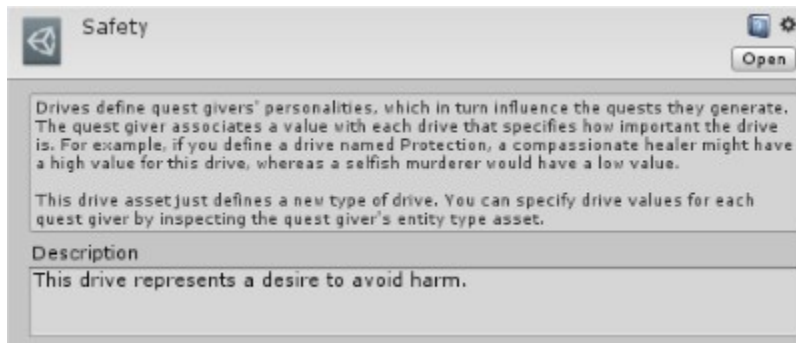 Safety
Open
Drives define quest givers' personalities, which in turn influence the quests they generate.
The quest giver associates a value with each drive that specifies how important the drive
is. For example, if you define a drive named Protection, a compassionate healer might have
a high value for this drive, whereas a selfish murderer would have a low value.
This drive asset just defines a new type of drive. You can specify drive values for each
quest giver by inspecting the quest giver's entity type asset.
Description
This drive represents a desire to avoid harm.